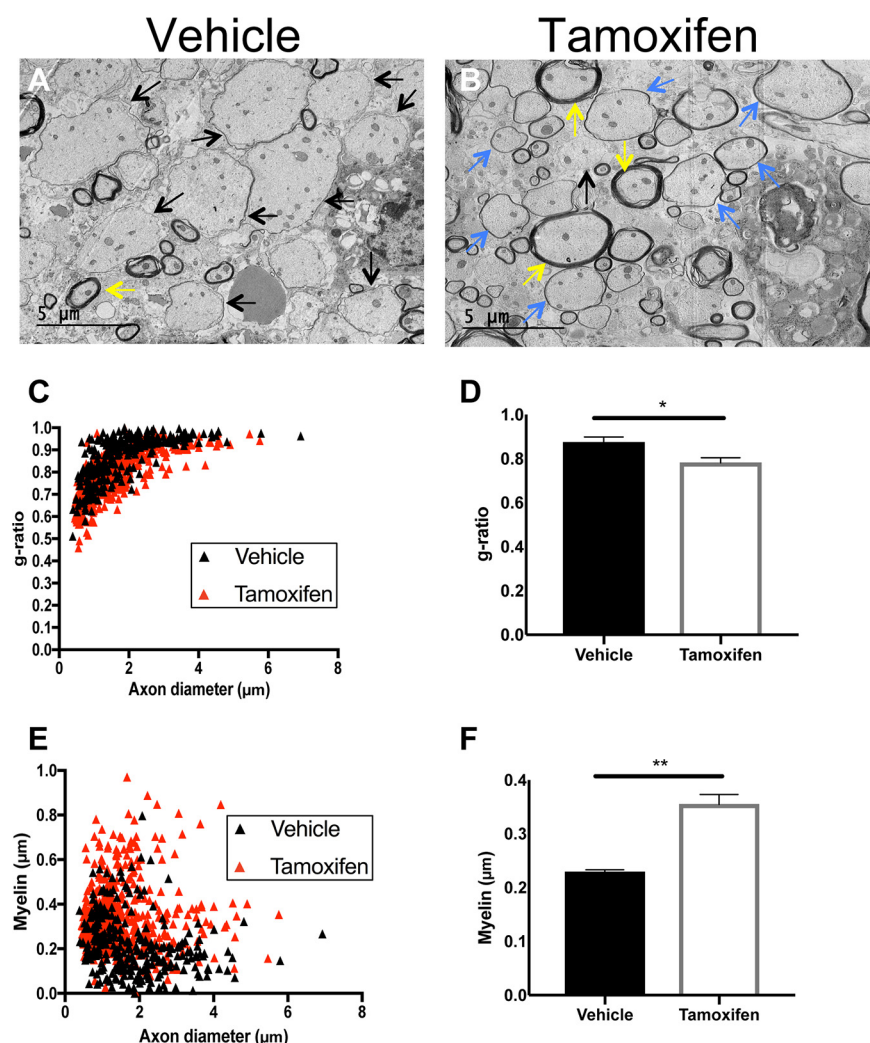 Vehicle
Tamoxifen
A
5 μm
B
5 μm
C
1.0
0.9
0.8
0.7
0.6
0.5
0.4
0.3
0.2
0.1
0.0
0
2
4
6
8
g-ratio
Axon diameter (μm)
Vehicle
Tamoxifen
D
*
1.0
0.8
0.6
0.4
0.2
0.0
g-ratio
Vehicle
Tamoxifen
E
1.0
0.8
0.6
0.4
0.2
0.0
0
2
4
6
8
Myelin (μm)
Axon diameter (μm)
Vehicle
Tamoxifen
F
**
0.4
0.3
0.2
0.1
0.0
Myelin (μm)
Vehicle
Tamoxifen